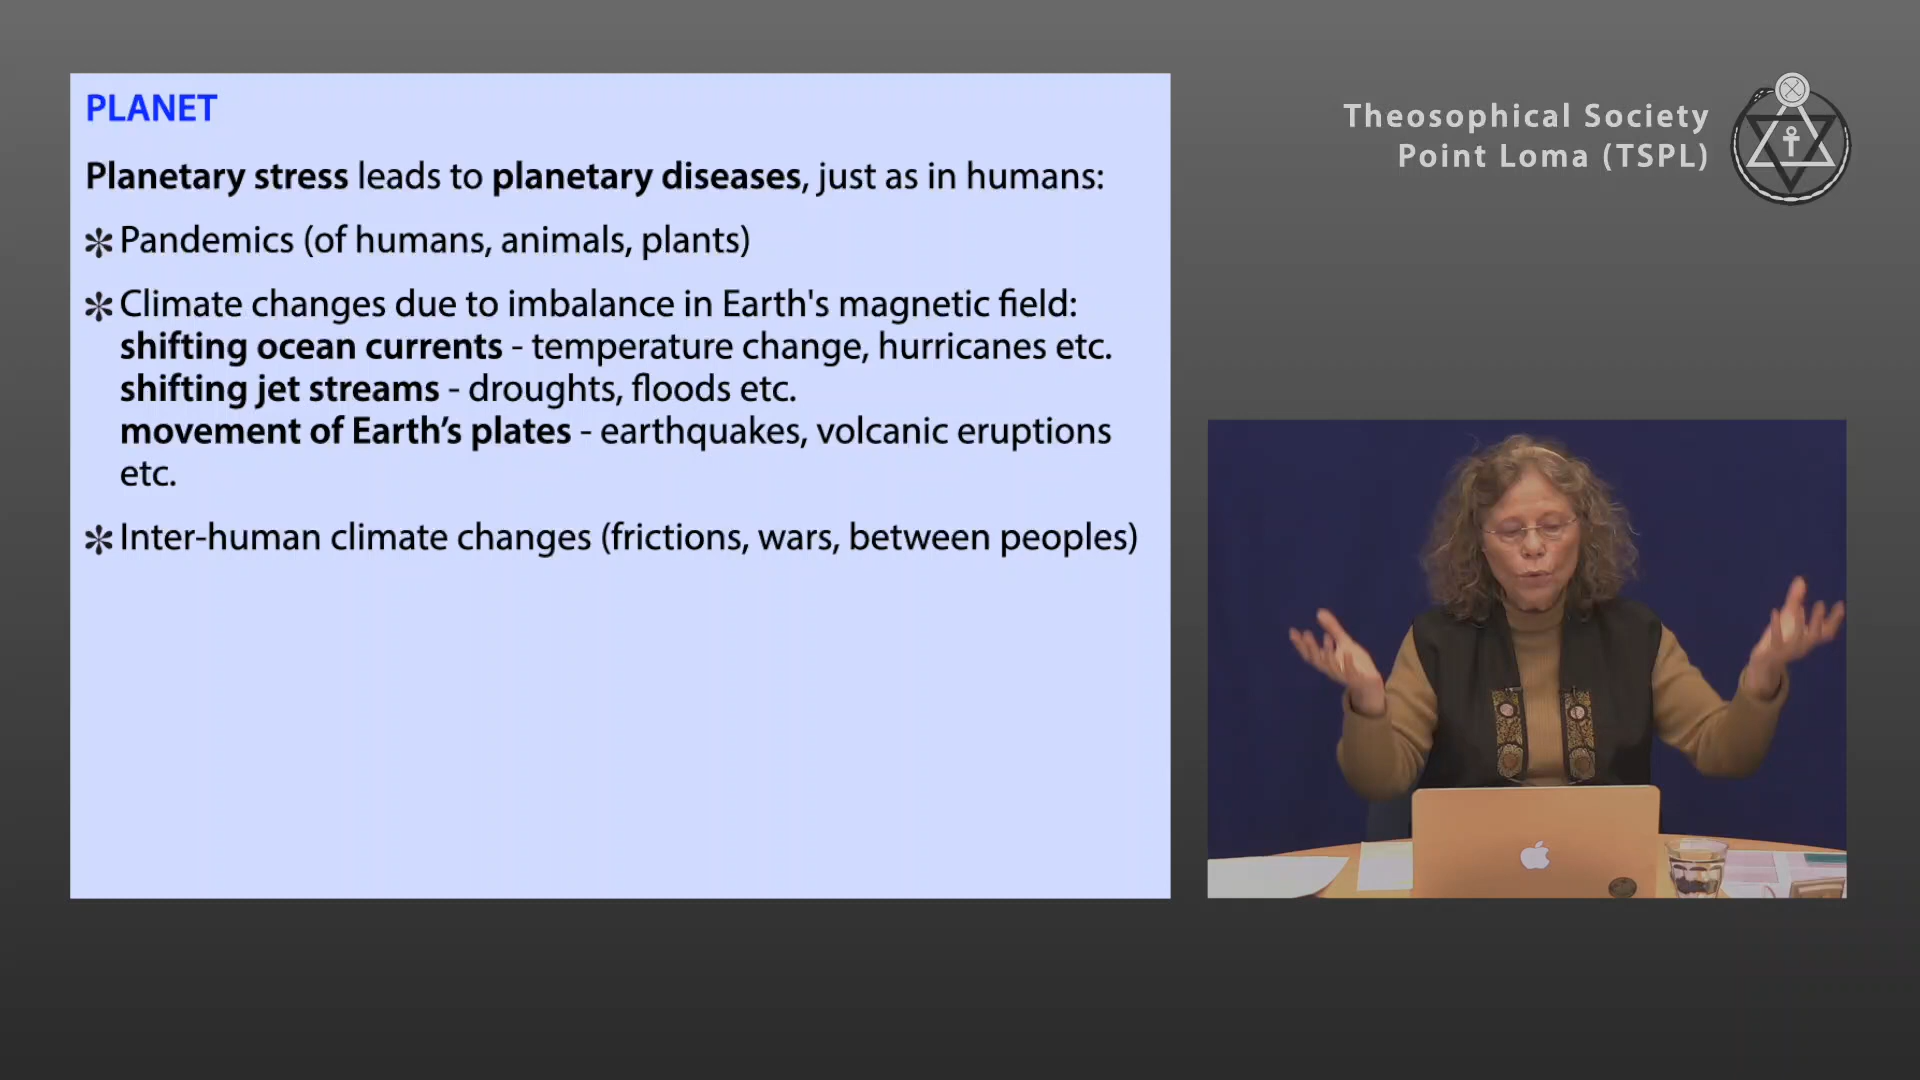 PLANET
Planetary stress leads to planetary diseases, just as in humans:
✻ Pandemics (of humans, animals, plants)
✻ Climate changes due to imbalance in Earth's magnetic field:
shifting ocean currents - temperature change, hurricanes etc.
shifting jet streams - droughts, floods etc.
movement of Earth’s plates - earthquakes, volcanic eruptions
etc.
✻ Inter-human climate changes (frictions, wars, between peoples)
Theosophical Society
Point Loma (TSPL)